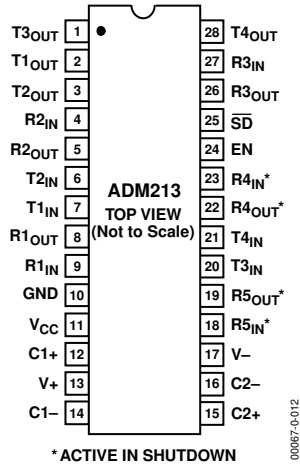 T3OUT 1 28 T4OUT
T1OUT 2 27 R3IN
T2OUT 3 26 R3OUT
R2IN 4 25 S̅D̅
R2OUT 5 24 EN
T2IN 6 23 R4IN*
T1IN 7 22 R4OUT*
R1OUT 8 21 T4IN
R1IN 9 20 T3IN
GND 10 19 R5OUT*
VCC 11 18 R5IN*
C1+ 12 17 V–
V+ 13 16 C2–
C1– 14 15 C2+
ADM213
TOP VIEW
(Not to Scale)
*ACTIVE IN SHUTDOWN
00067-0-012